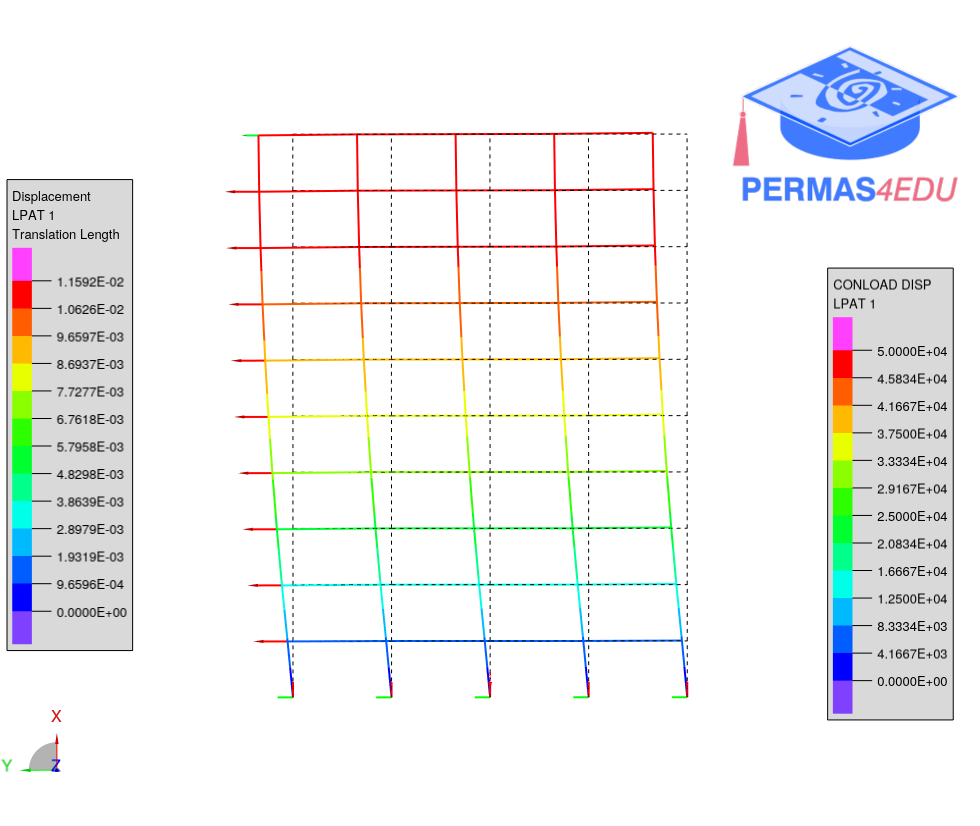 PERMAS4EDU
Displacement
LPAT 1
Translation Length
1.1592E-02
1.0626E-02
9.6597E-03
8.6937E-03
7.7277E-03
6.7618E-03
5.7958E-03
4.8298E-03
3.8639E-03
2.8979E-03
1.9319E-03
9.6596E-04
0.0000E+00
CONLOAD DISP
LPAT 1
5.0000E+04
4.5834E+04
4.1667E+04
3.7500E+04
3.3334E+04
2.9167E+04
2.5000E+04
2.0834E+04
1.6667E+04
1.2500E+04
8.3334E+03
4.1667E+03
0.0000E+00
X
Y
Z